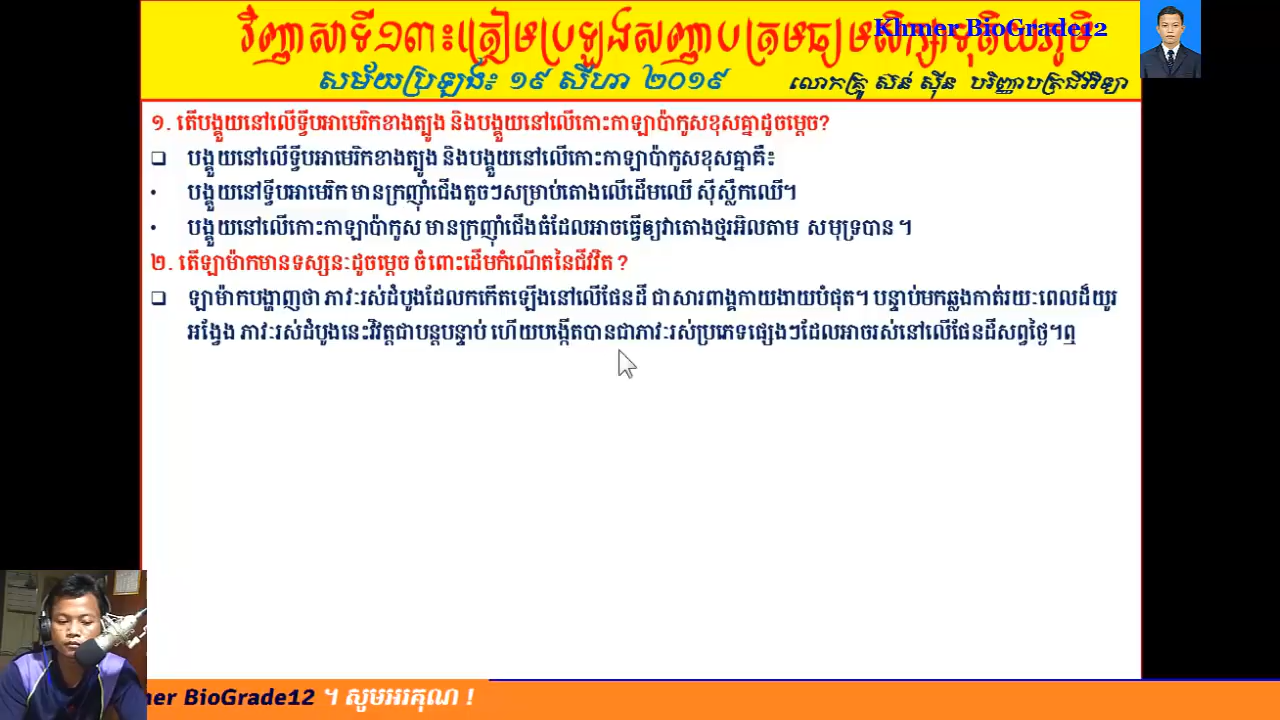 វិញ្ញាសាទី១៣៖ត្រៀមប្រឡងសញ្ញាបត្រមធ្យមសិក្សាទុតិយភូមិ
Khmer BioGrade12
សម័យប្រឡង៖ ១៩ សីហា ២០១៩
លោកគ្រូ ស៊ន់ ស៊ីន បរិញ្ញាបត្រជីវវិទ្យា
១. តើបង្គួយនៅលើទ្វីបអាមេរិកខាងត្បូង និងបង្គួយនៅលើកោះកាឡាប៉ាកូសខុសគ្នាដូចម្តេច?
❑ បង្គួយនៅលើទ្វីបអាមេរិកខាងត្បូង និងបង្គួយនៅលើកោះកាឡាប៉ាកូសខុសគ្នាគឺ៖
• បង្គួយនៅទ្វីបអាមេរិក មានក្រញ៉ាំជើងតូចៗសម្រាប់តោងលើដើមឈើ ស៊ីស្លឹកឈើ។
• បង្គួយនៅលើកោះកាឡាប៉ាកូស មានក្រញ៉ាំជើងធំដែលអាចធ្វើឲ្យវាតោងថ្មរអិលតាម សមុទ្របាន ។
២. តើឡាម៉ាកមានទស្សនៈដូចម្តេច ចំពោះដើមកំណើតនៃជីវវិត ?
❑ ឡាម៉ាកបង្ហាញថា ភាវៈរស់ដំបូងដែលកកើតឡើងនៅលើផែនដី ជាសារពាង្គកាយងាយបំផុត។ បន្ទាប់មកឆ្លងកាត់រយៈពេលដ៏យូរ
អង្វែង ភាវៈរស់ដំបូងនេះវិវត្តជាបន្តបន្ទាប់ ហើយបង្កើតបានជាភាវៈរស់ប្រភេទផ្សេងៗដែលអាចរស់នៅលើផែនដីសព្វថ្ងៃ។ឮ
mer BioGrade12 ។ សូមអរគុណ !